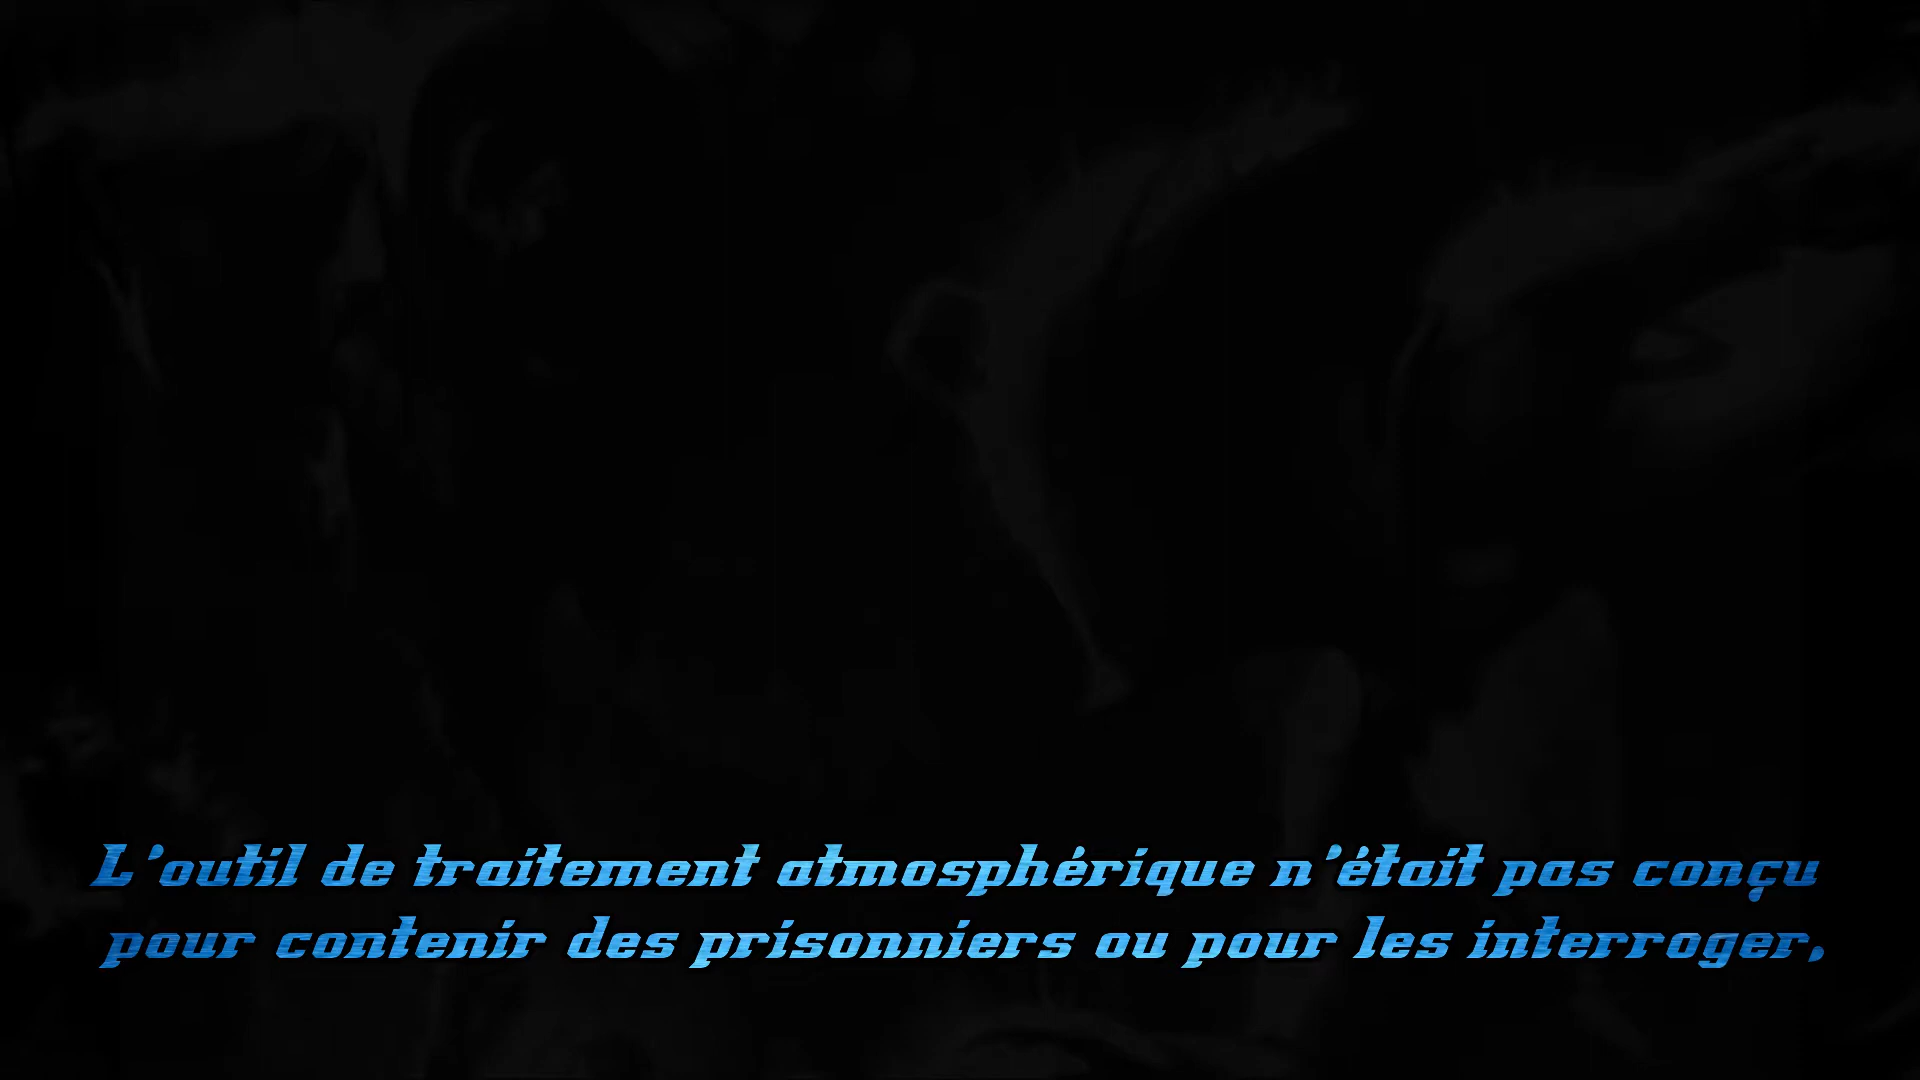 L'outil de traitement atmosphérique n'était pas conçu
pour contenir des prisonniers ou pour les interroger,